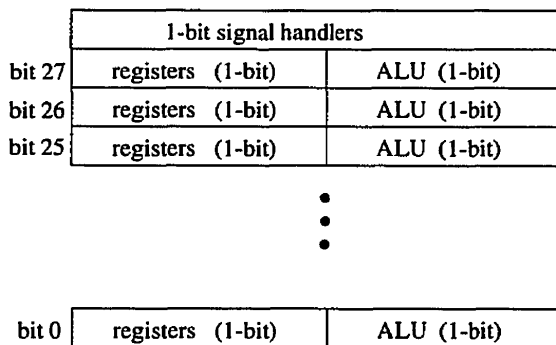 1-bit signal handlers
bit 27 registers (1-bit) ALU (1-bit)
bit 26 registers (1-bit) ALU (1-bit)
bit 25 registers (1-bit) ALU (1-bit)
bit 0 registers (1-bit) ALU (1-bit)